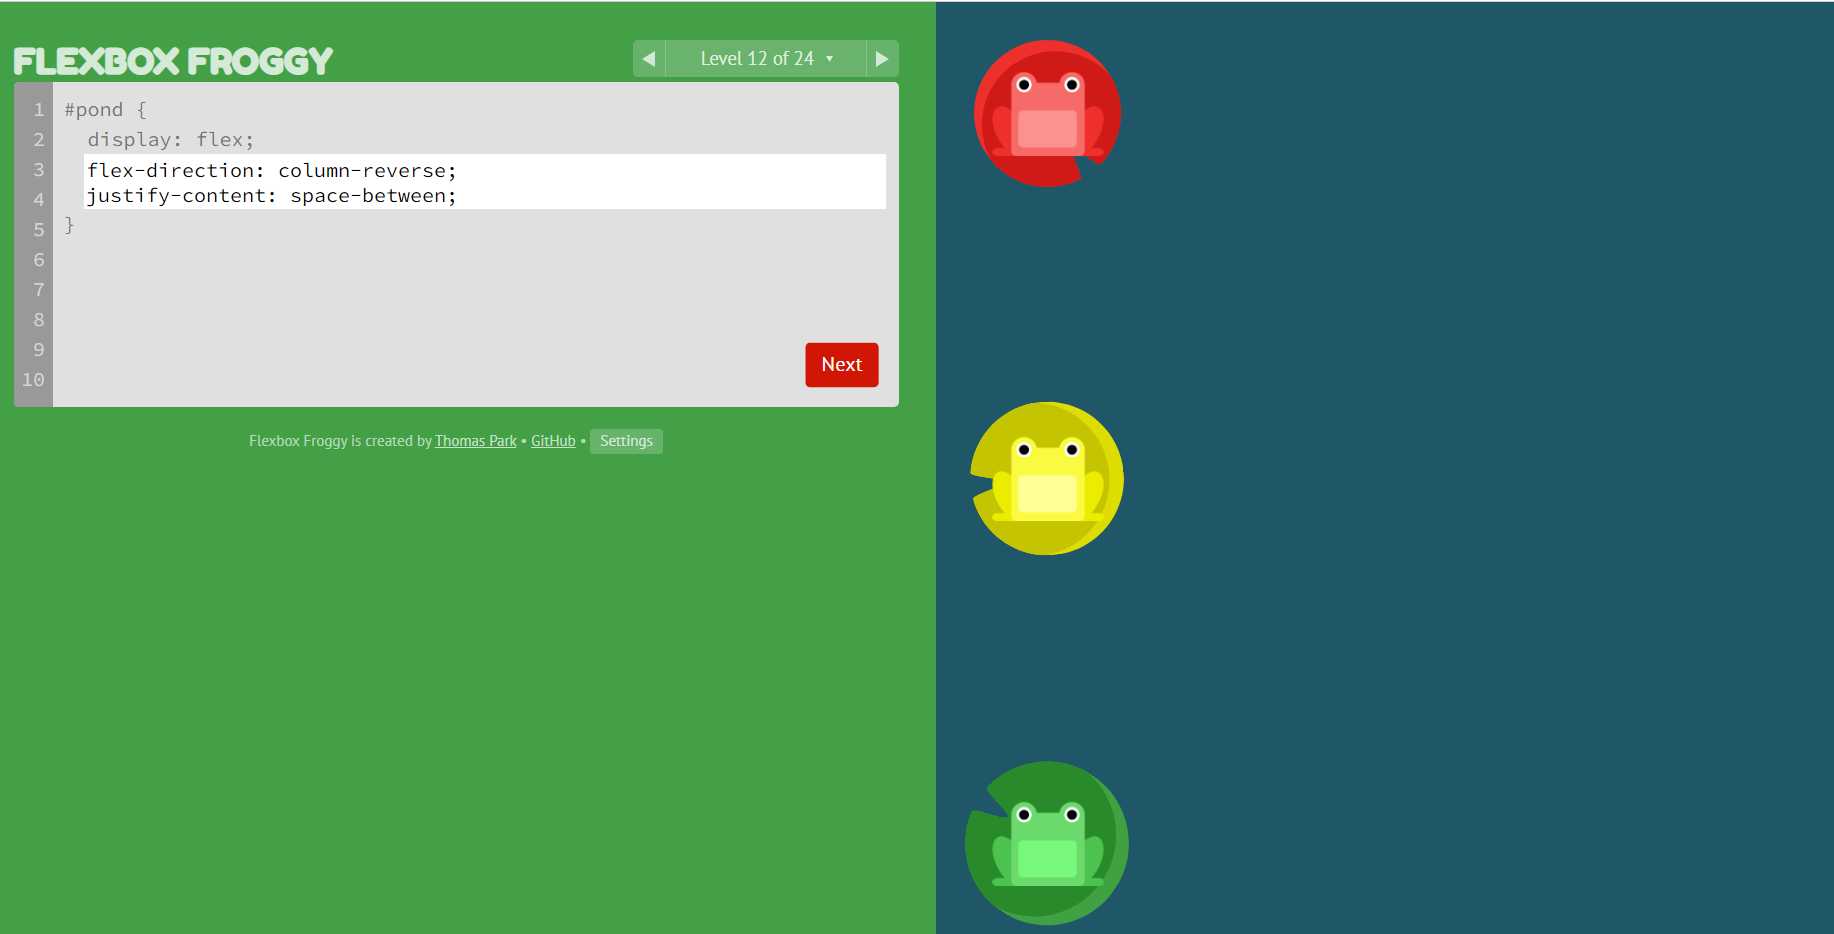 FLEXBOX FROGGY
◀ Level 12 of 24 ▾ ▶
1 #pond {
2 display: flex;
3 flex-direction: column-reverse;
4 justify-content: space-between;
5 }
6
7
8
9
10
Next
Flexbox Froggy is created by Thomas Park • GitHub • Settings